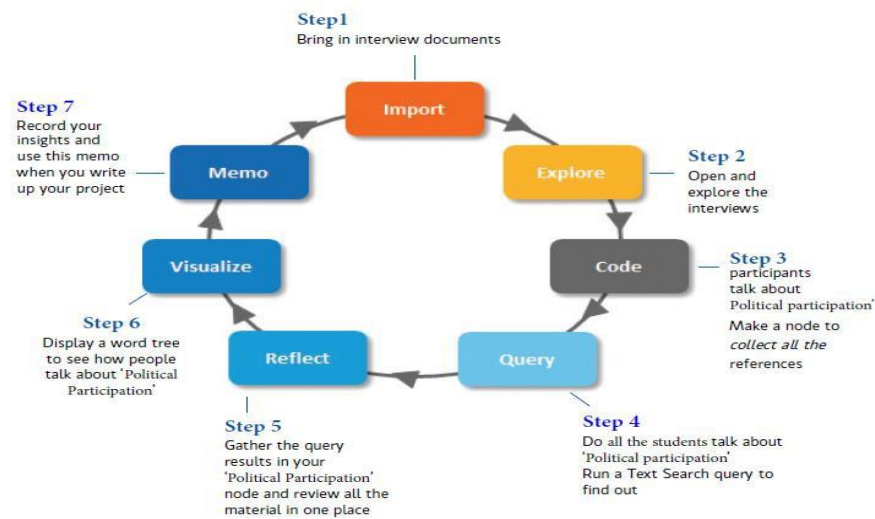 Step1
Bring in interview documents
Import
Step 2
Open and
explore the
interviews
Explore
Step 3
participants
talk about
Political participation'
Make a node to
collect all the
references
Code
Step 4
Do all the students talk about
'Political participation'
Run a Text Search query to
find out
Query
Step 5
Gather the query
results in your
'Political Participation'
node and review all the
material in one place
Reflect
Step 6
Display a word tree
to see how people
talk about 'Political
Participation'
Visualize
Step 7
Record your
insights and
use this memo
when you write
up your project
Memo